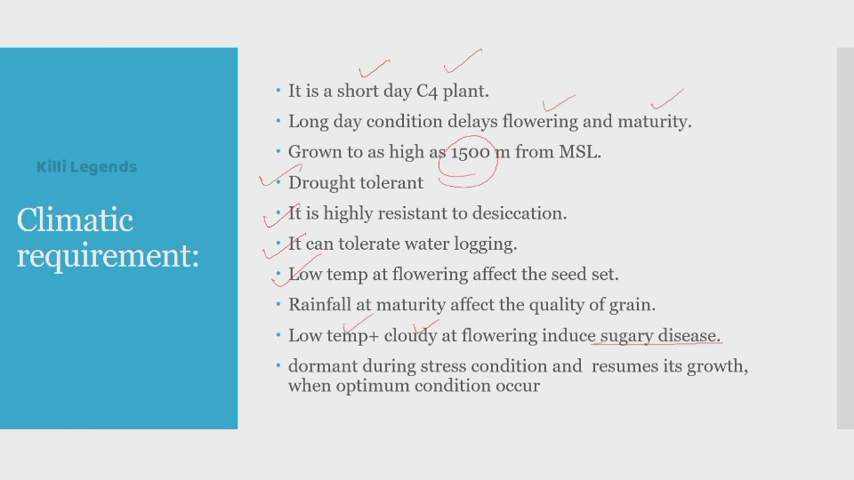 Killi Legends
Climatic
requirement:
• It is a short day C4 plant.
• Long day condition delays flowering and maturity.
• Grown to as high as 1500 m from MSL.
• Drought tolerant
• It is highly resistant to desiccation.
• It can tolerate water logging.
• Low temp at flowering affect the seed set.
• Rainfall at maturity affect the quality of grain.
• Low temp+ cloudy at flowering induce sugary disease.
• dormant during stress condition and resumes its growth,
when optimum condition occur